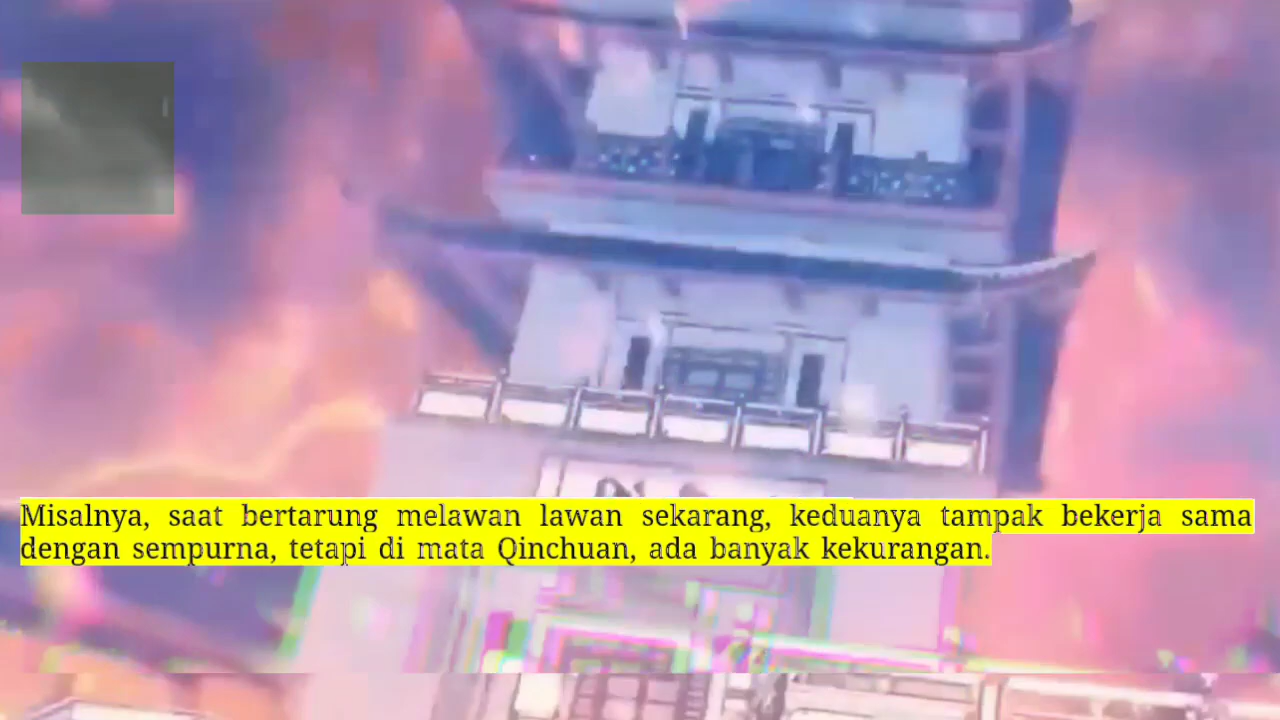 Misalnya, saat bertarung melawan lawan sekarang, keduanya tampak bekerja sama
dengan sempurna, tetapi di mata Qinchuan, ada banyak kekurangan.